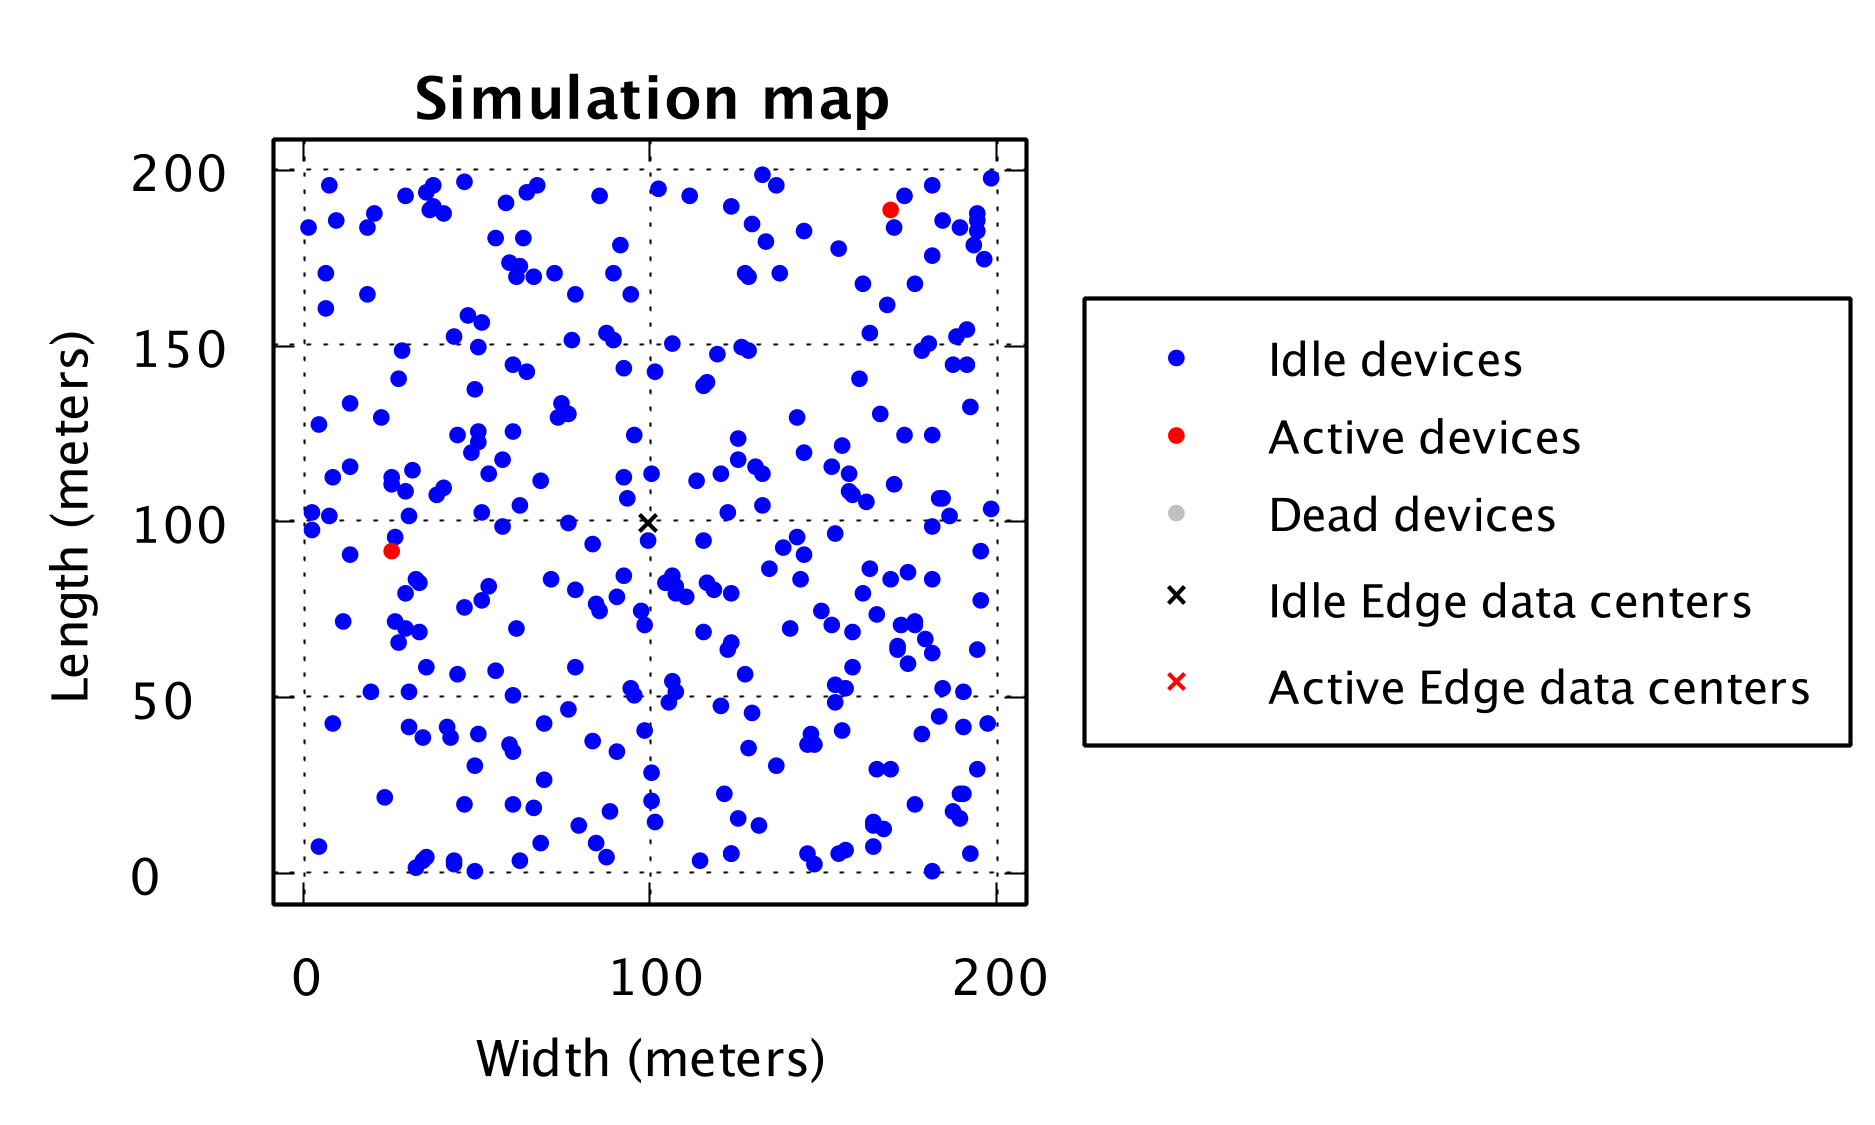 Simulation map
200
150
100
50
0
Length (meters)
0 100 200
Width (meters)
Idle devices
Active devices
Dead devices
Idle Edge data centers
Active Edge data centers